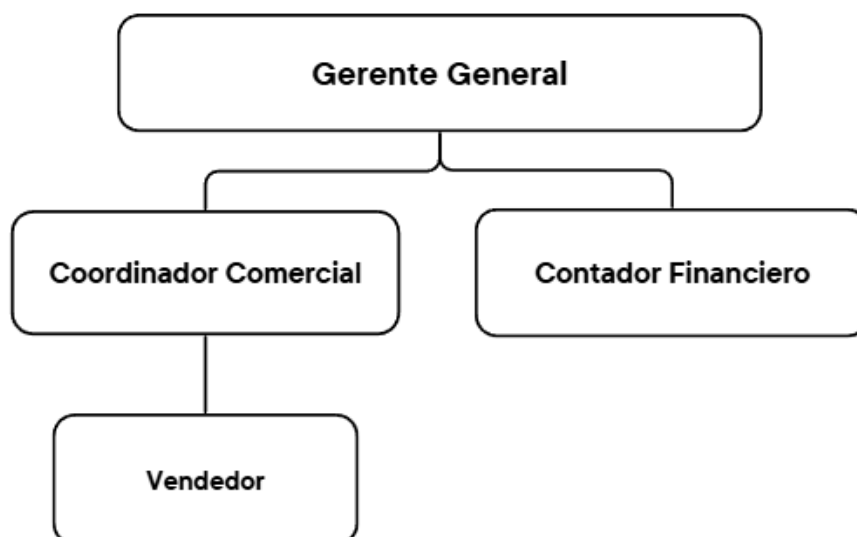 Gerente General
Coordinador Comercial
Contador Financiero
Vendedor